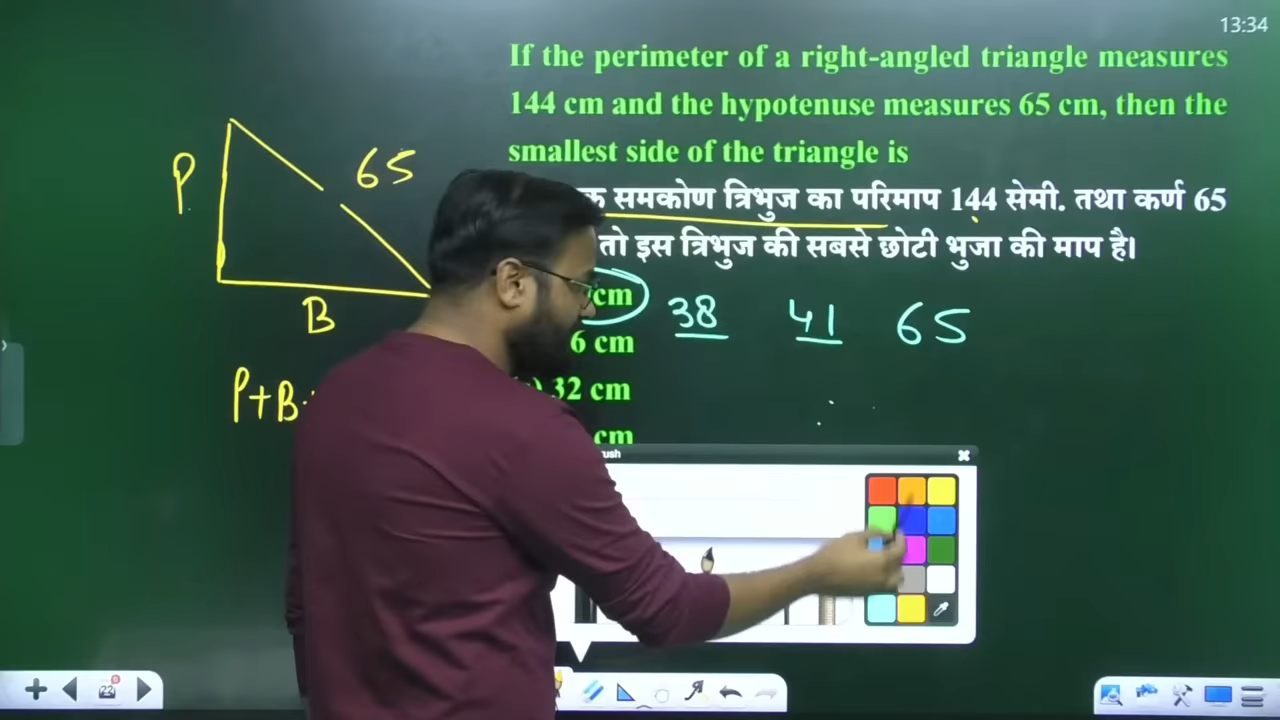 13:34
If the perimeter of a right-angled triangle measures
144 cm and the hypotenuse measures 65 cm, then the
smallest side of the triangle is
समकोण त्रिभुज का परिमाप 144 सेमी. तथा कर्ण 65
तो इस त्रिभुज की सबसे छोटी भुजा की माप है।
cm 38 41 65
6 cm
32 cm
cm
P 65
B
P+B
23